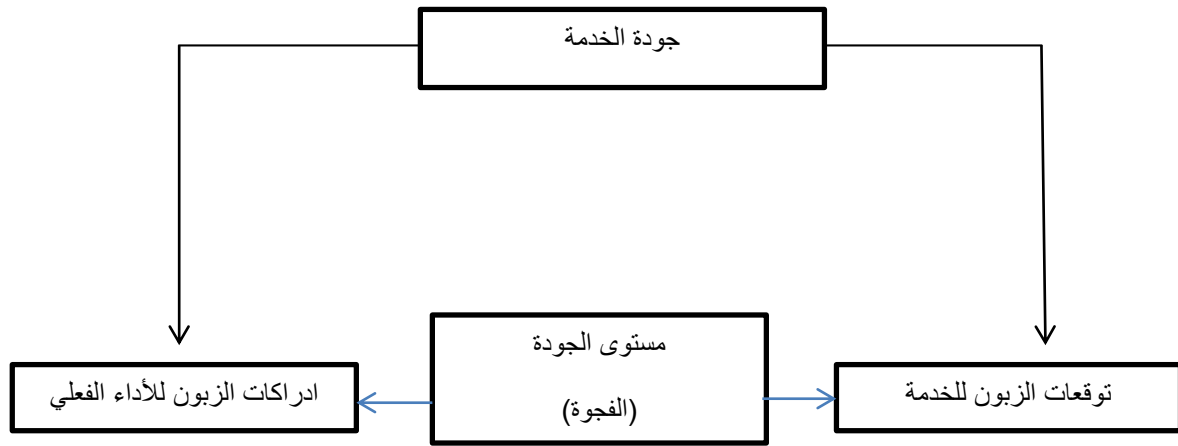 جودة الخدمة
مستوى الجودة
توقعات الزبون للخدمة
ادراكات الزبون للأداء الفعلي
(الفجوة)